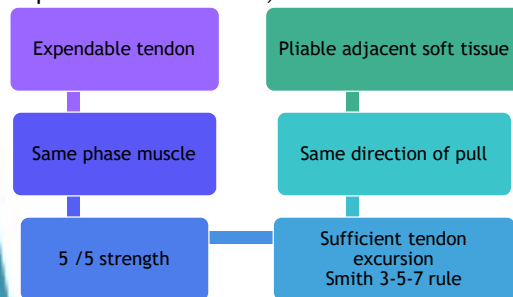 Expendable tendon
Same phase muscle
5 /5 strength
Sufficient tendon
excursion
Smith 3-5-7 rule
Same direction of pull
Pliable adjacent soft tissue